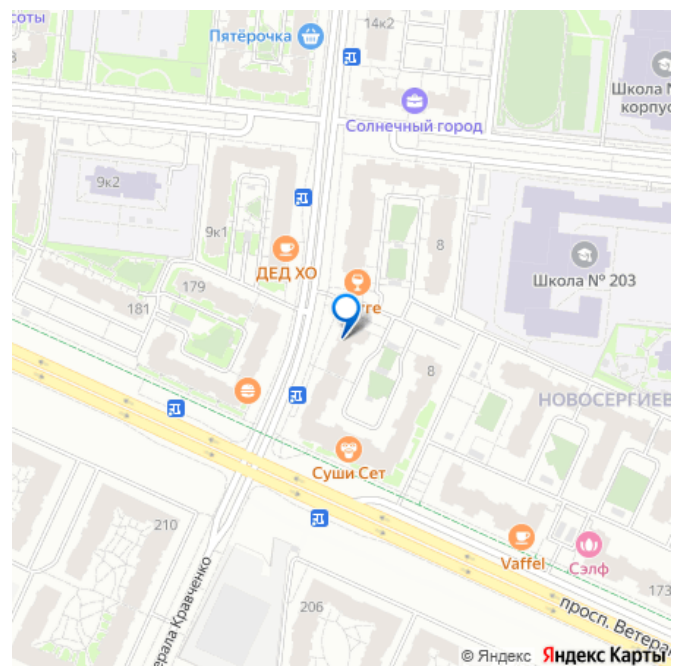 соты
Пятёрочка
14к2
Школа №
корпус
Солнечный город
9к2
9к1
8
ДЕД ХО
Школа № 203
179
181
8
НОВОСЕРГИЕВ
Суши Сет
210
Vaffel
Сэлф
173
206
ерала Кравченко
просп. Ветера
© Яндекс Яндекс Карты